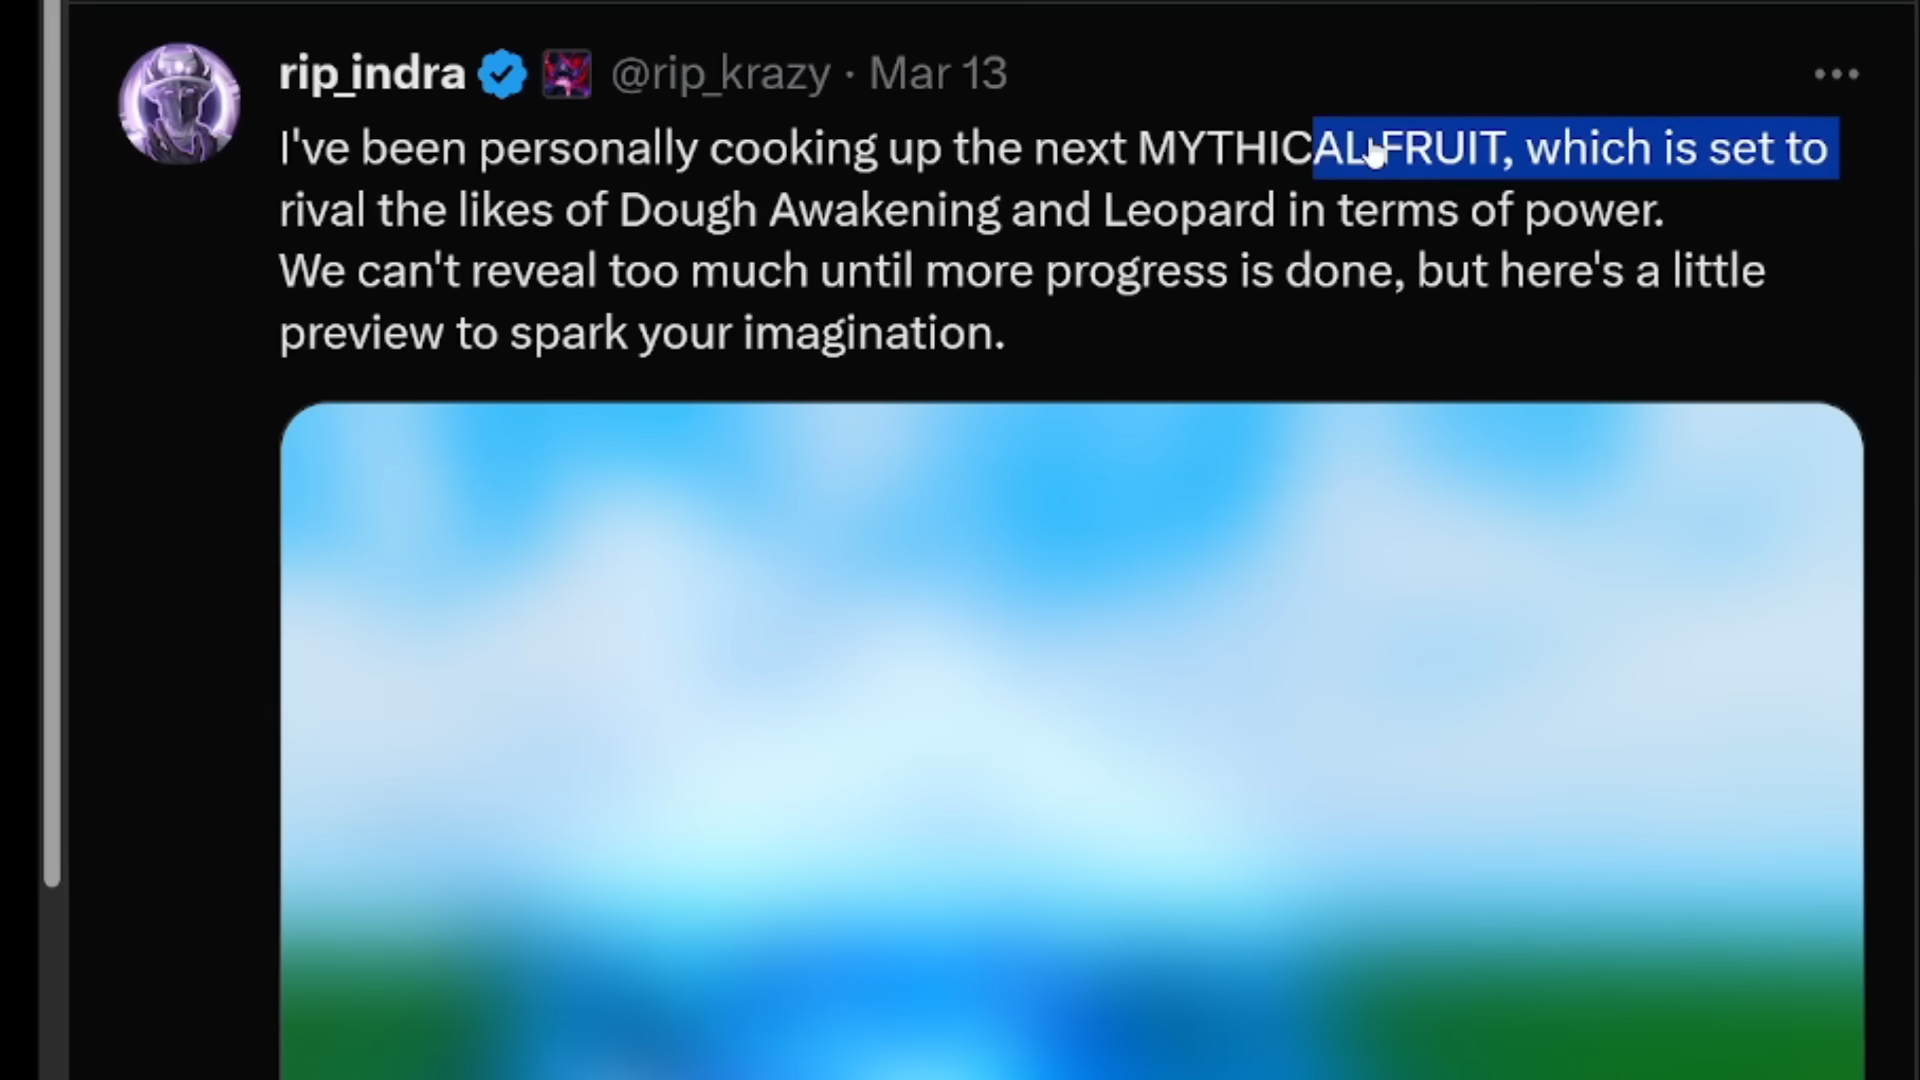 rip_indra @rip_krazy · Mar 13
I've been personally cooking up the next MYTHICAL FRUIT, which is set to
rival the likes of Dough Awakening and Leopard in terms of power.
We can't reveal too much until more progress is done, but here's a little
preview to spark your imagination.